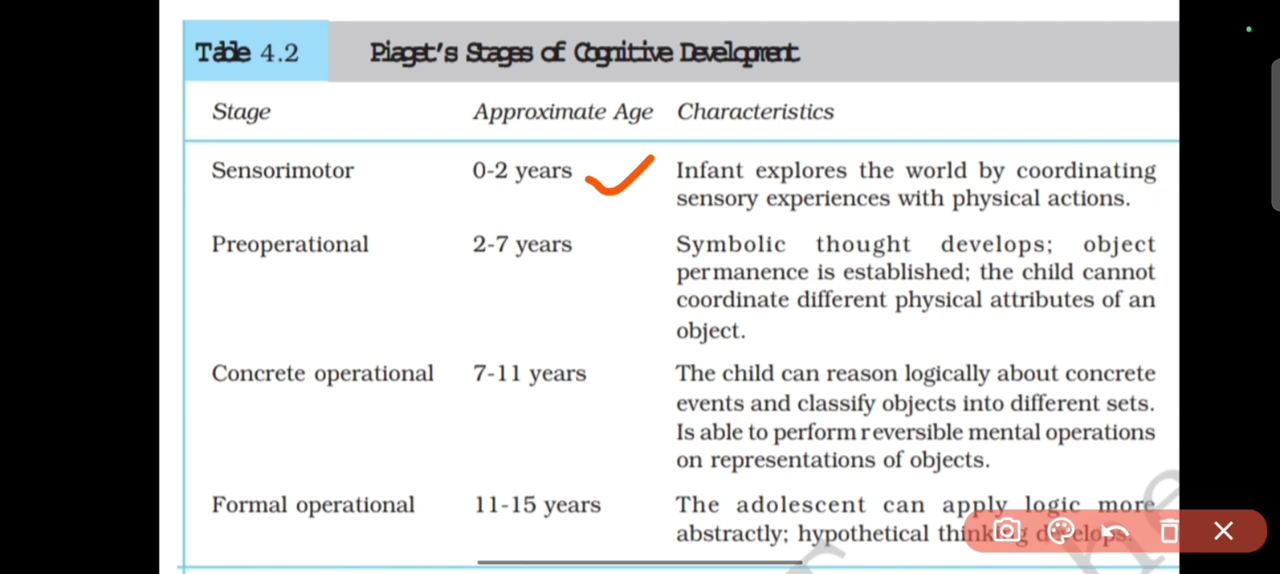 Table 4.2 Piaget's Stages of Cognitive Development
Stage Approximate Age Characteristics
Sensorimotor 0-2 years Infant explores the world by coordinating
sensory experiences with physical actions.
Preoperational 2-7 years Symbolic thought develops; object
permanence is established; the child cannot
coordinate different physical attributes of an
object.
Concrete operational 7-11 years The child can reason logically about concrete
events and classify objects into different sets.
Is able to perform reversible mental operations
on representations of objects.
Formal operational 11-15 years The adolescent can apply logic more
abstractly; hypothetical thinking develops.